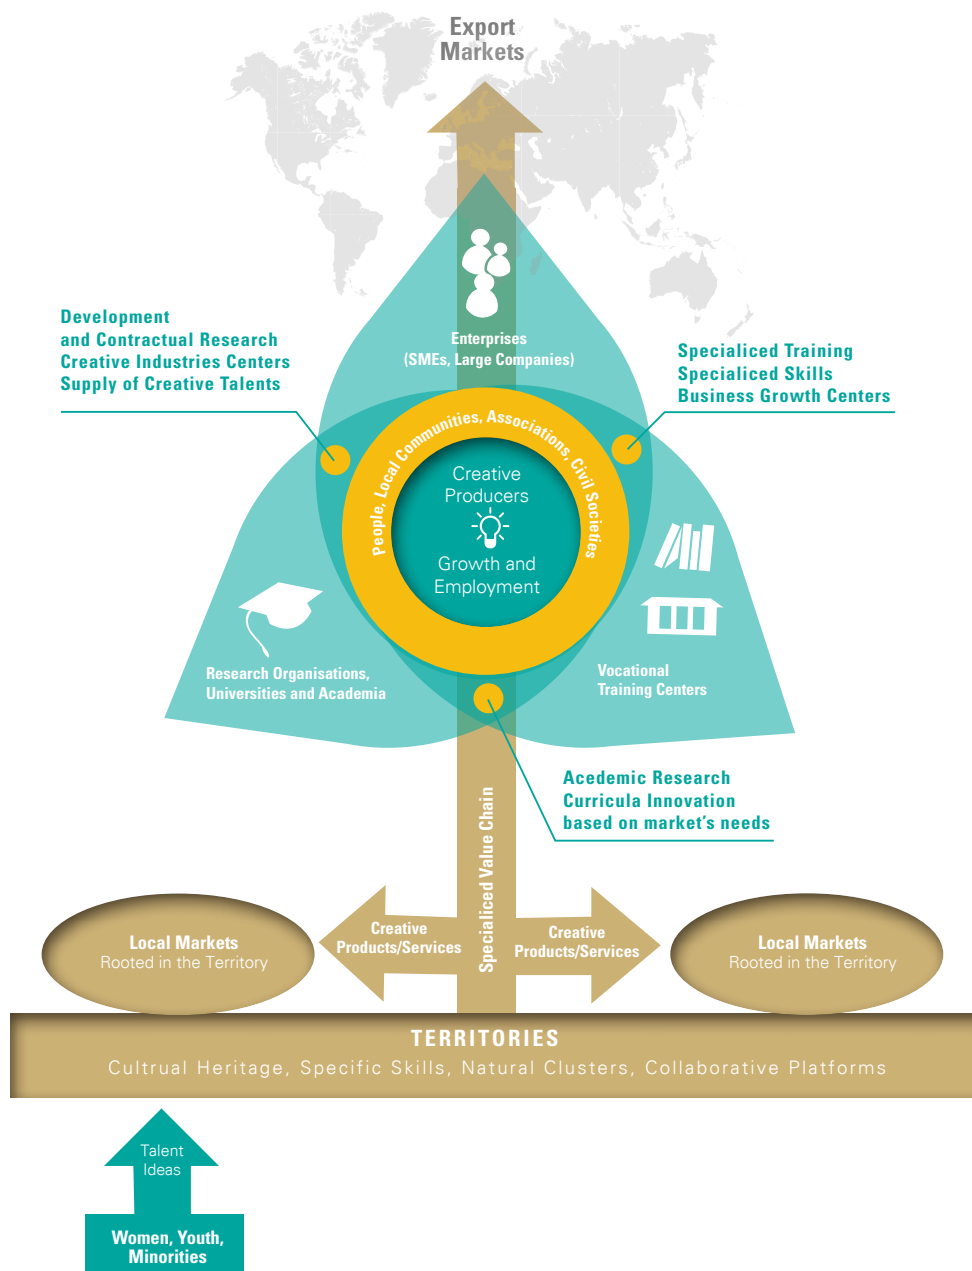 Export
Markets
Enterprises
(SMEs, Large Companies)
Development
and Contractual Research
Creative Industries Centers
Supply of Creative Talents
Specialiced Training
Specialiced Skills
Business Growth Centers
People, Local Communities, Associations, Civil Societies
Creative
Producers
Growth and
Employment
Research Organisations,
Universities and Academia
Vocational
Training Centers
Acedemic Research
Curricula Innovation
based on market's needs
Specialiced Value Chain
Local Markets
Rooted in the Territory
Creative
Products/Services
Creative
Products/Services
Local Markets
Rooted in the Territory
TERRITORIES
Cultrual Heritage, Specific Skills, Natural Clusters, Collaborative Platforms
Talent
Ideas
Women, Youth,
Minorities